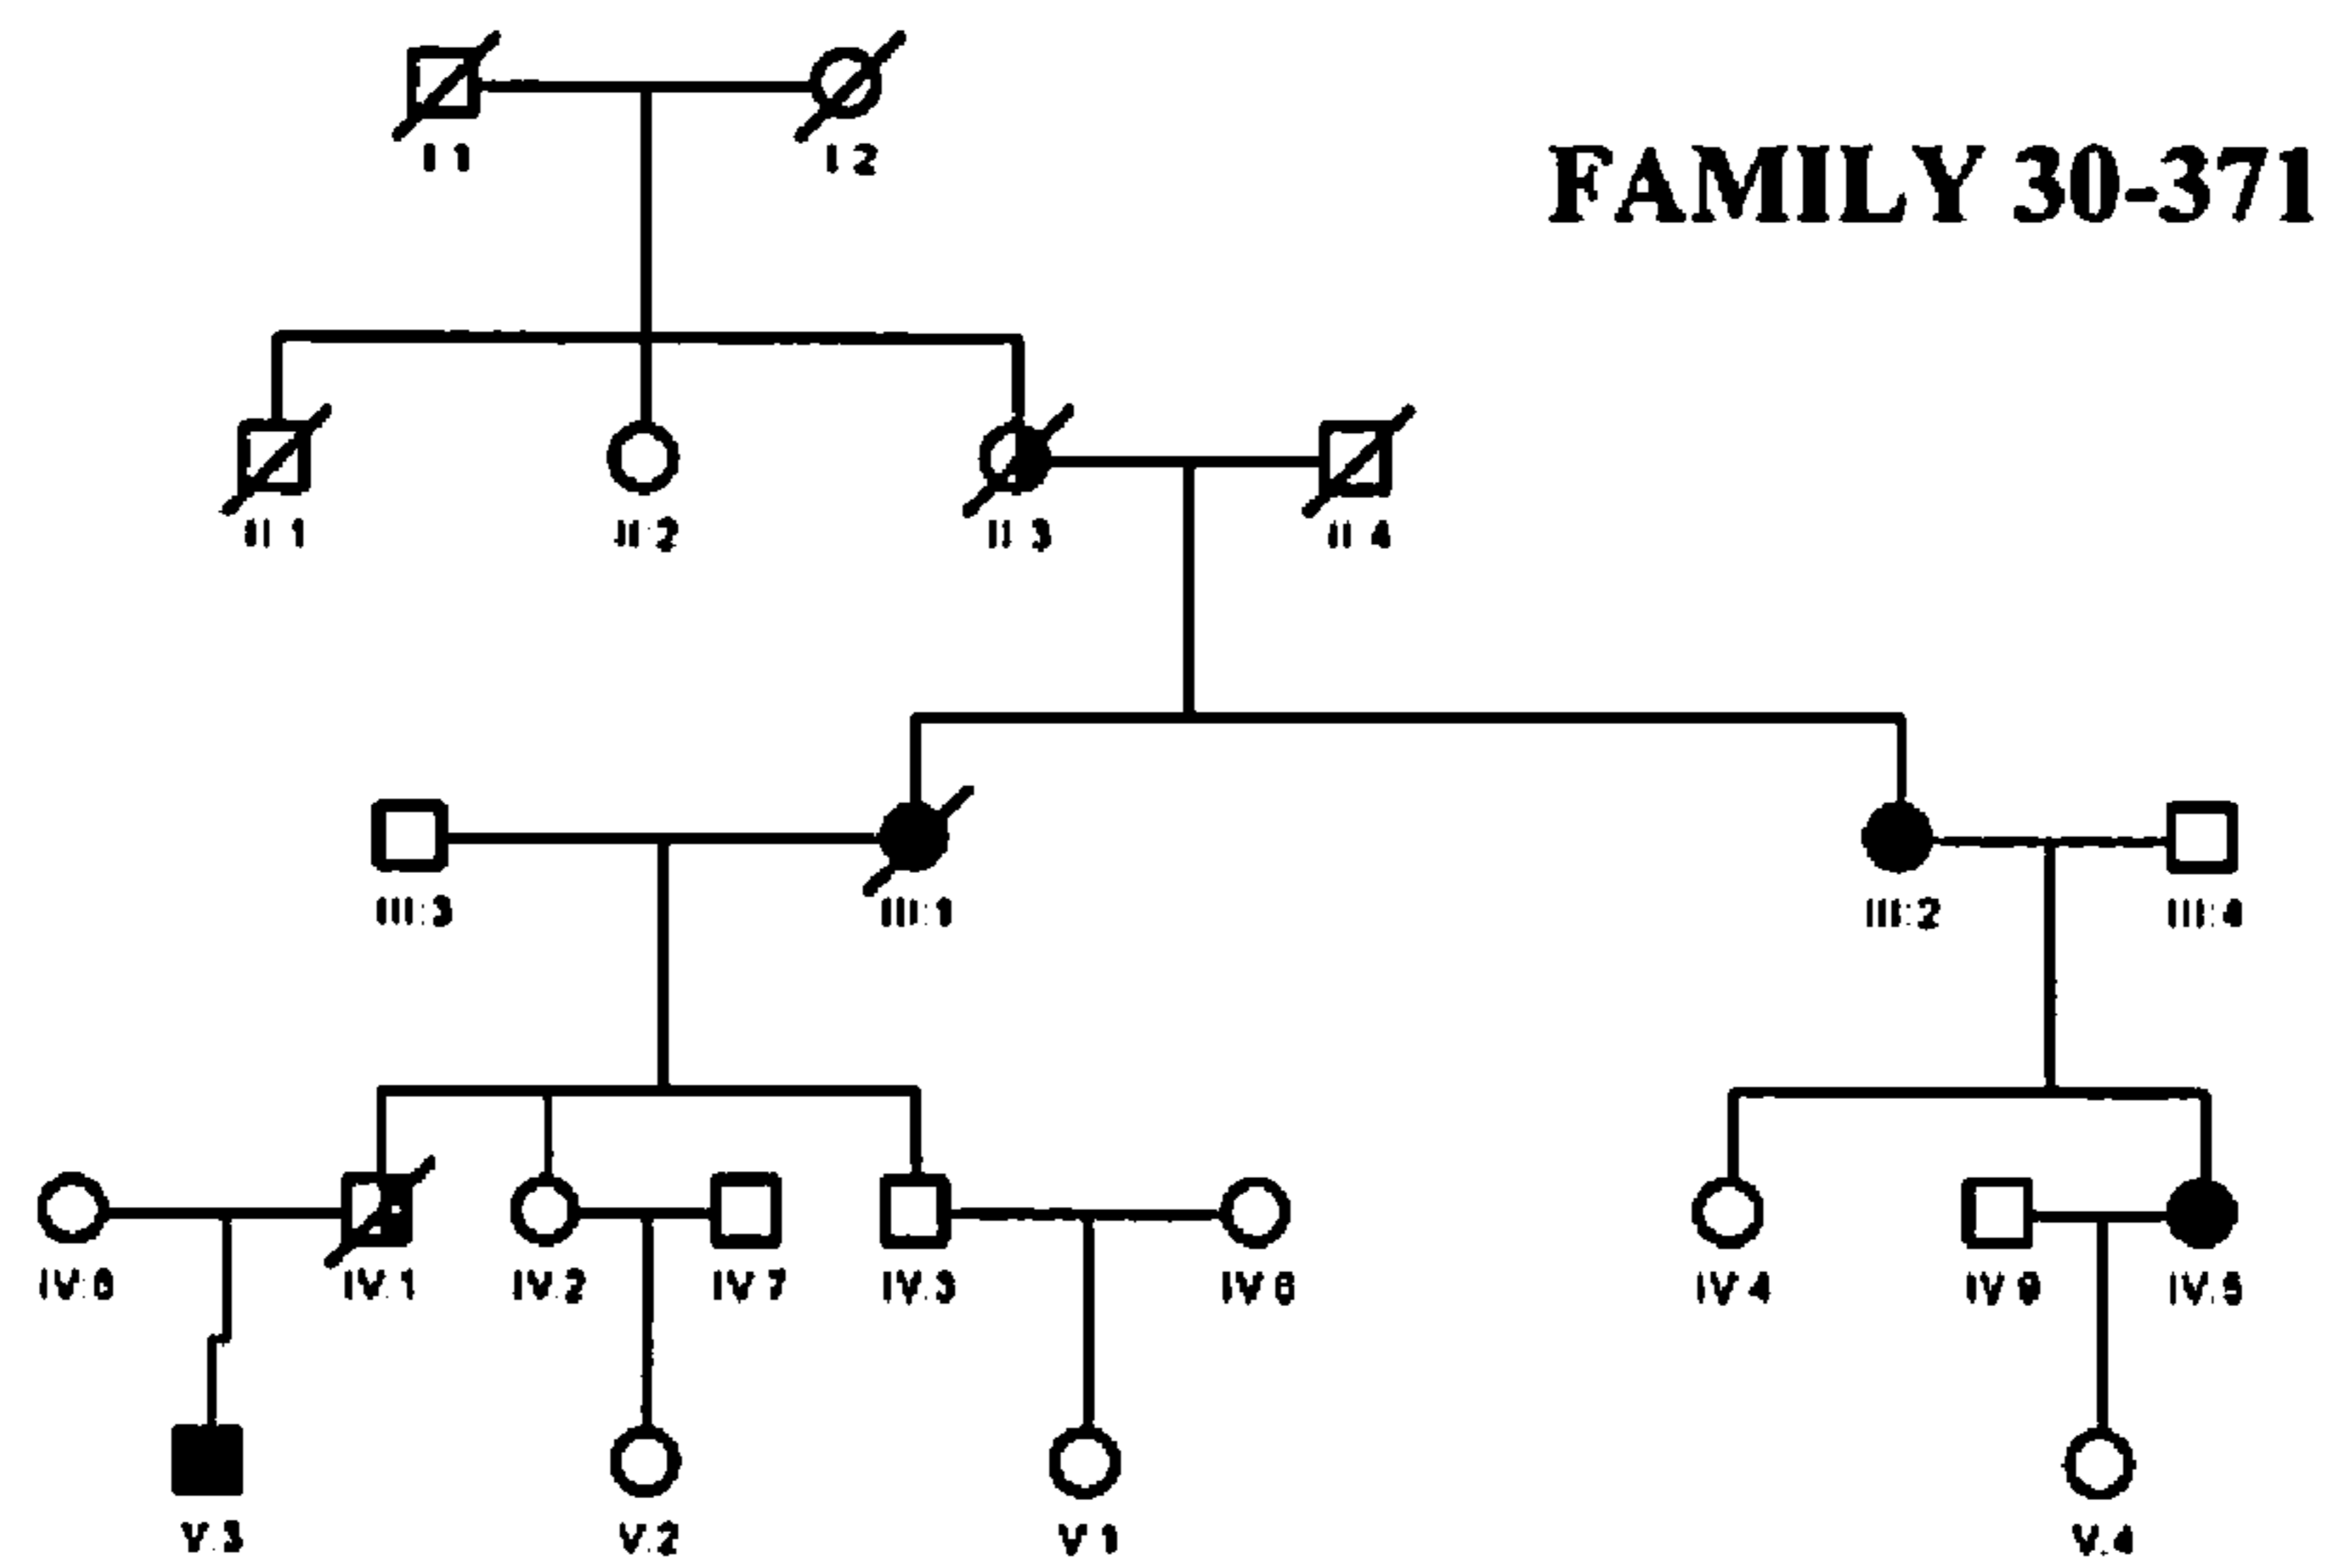 I 1 I 2
FAMILY 30-371
II 1 II:2 II 3 II 4
III:3 III:1 III:2 III:4
IV.1 IV.2 IV 7 IV.3 IV 4 IV.5
V.3 V.2 V 1 V.4